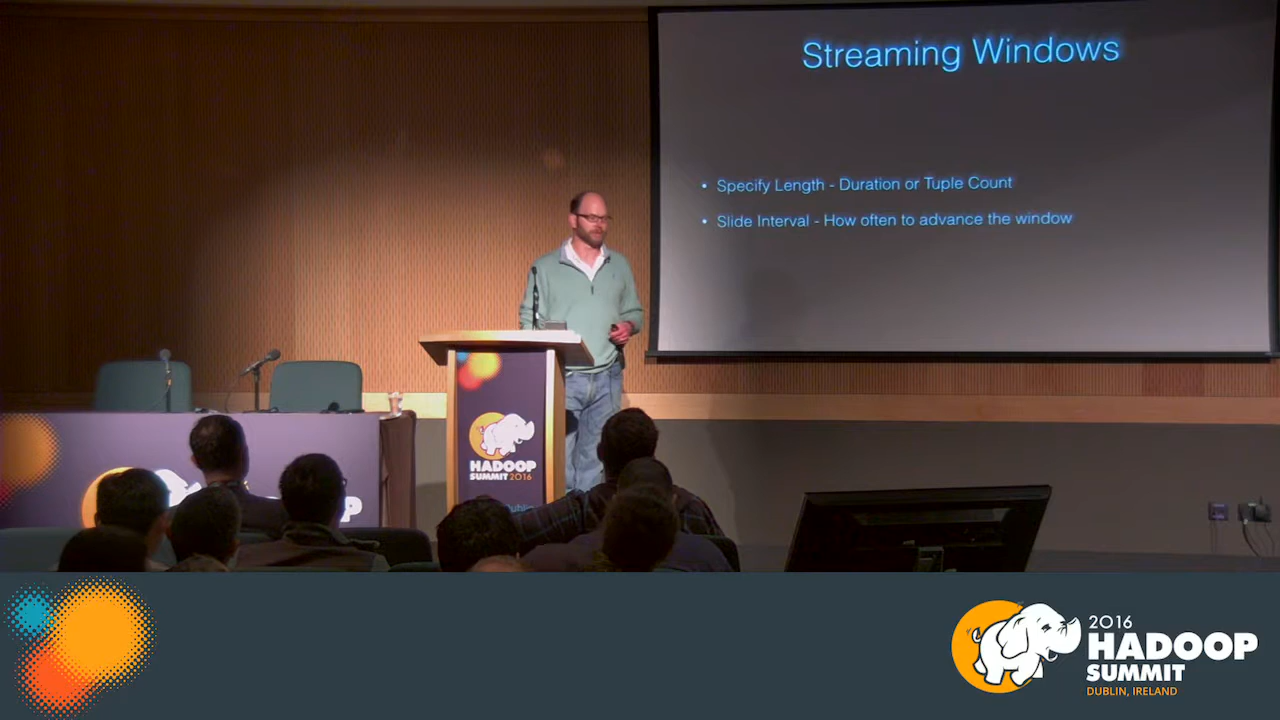 Streaming Windows
• Specify Length - Duration or Tuple Count
• Slide Interval - How often to advance the window
HADOOP
SUMMIT 2016
Dublin
2016
HADOOP
SUMMIT
DUBLIN, IRELAND